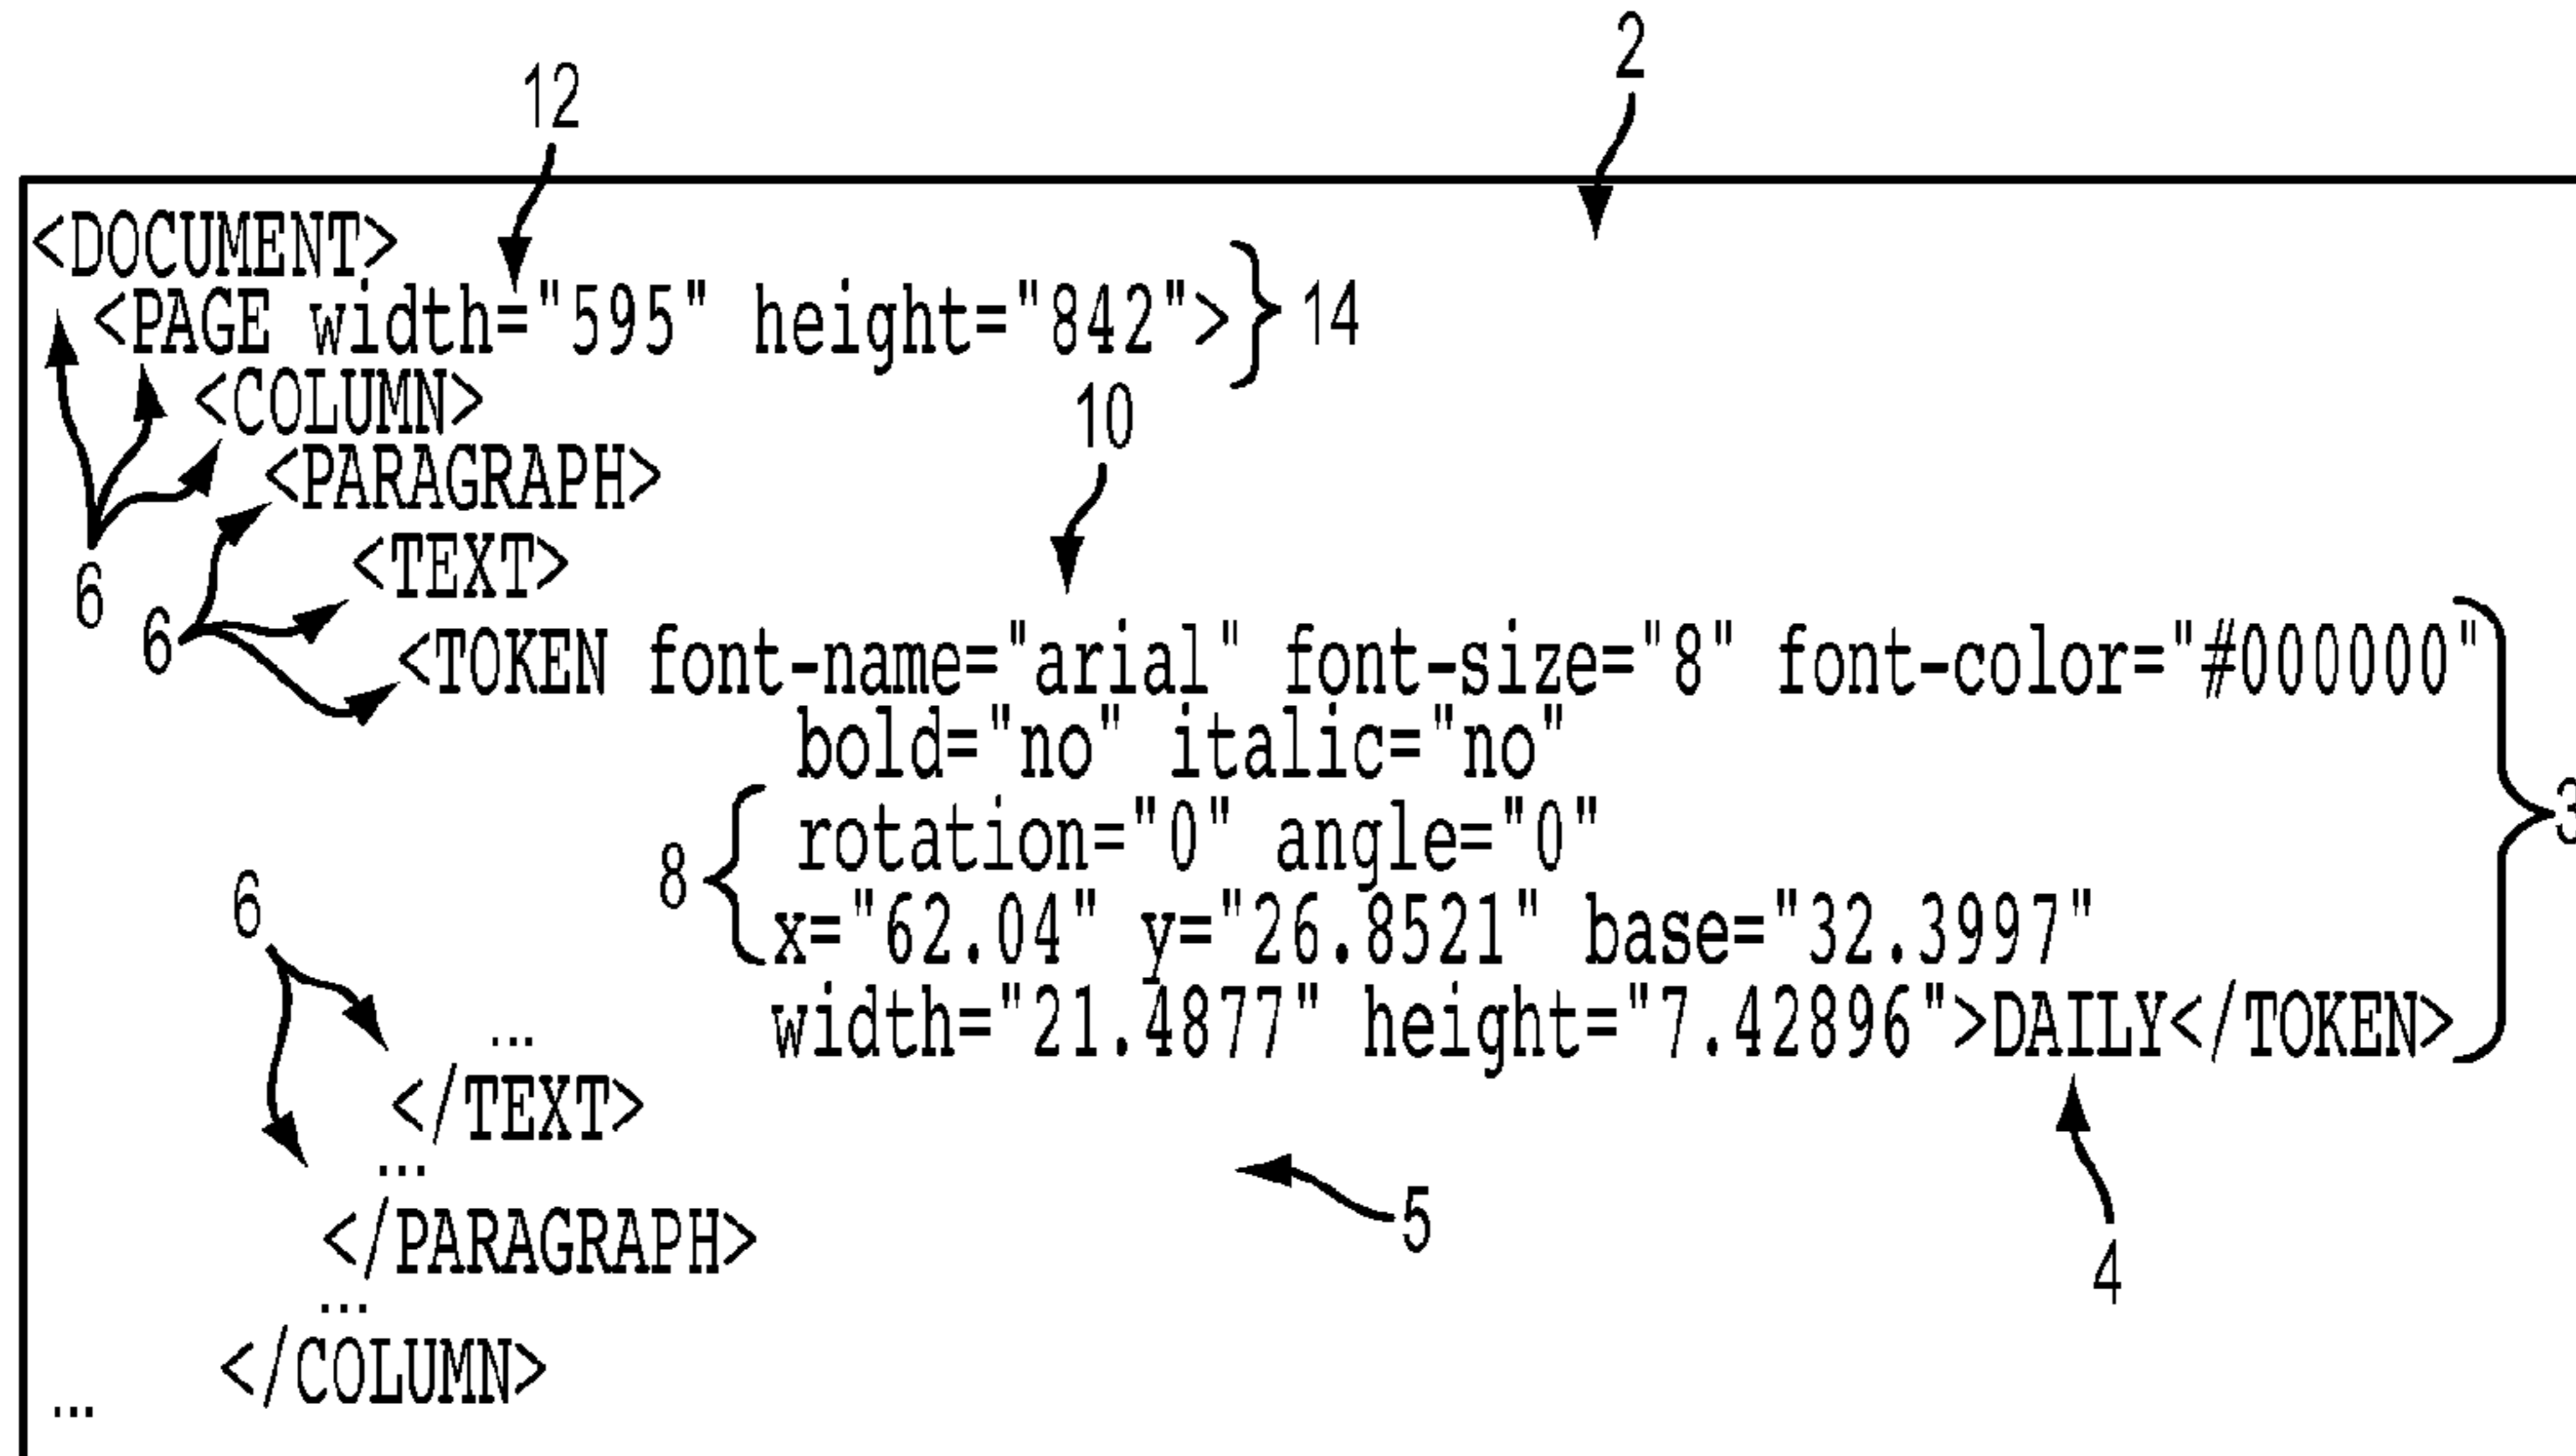 2
12
<DOCUMENT>
<PAGE width="595" height="842"> 14
<COLUMN>
10
<PARAGRAPH>
<TEXT>
6
6
<TOKEN font-name="arial" font-size="8" font-color="#000000"
bold="no" italic="no"
rotation="0" angle="0"
3
8
6
x="62.04" y="26.8521" base="32.3997"
width="21.4877" height="7.42896">DAILY</TOKEN>
...
</TEXT>
...
5
</PARAGRAPH>
4
...
</COLUMN>
...